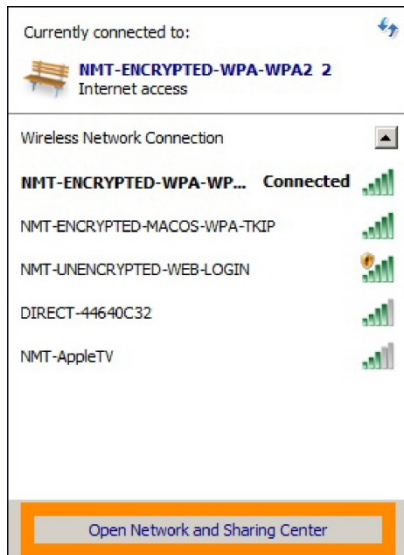 Currently connected to:
NMT-ENCRYPTED-WPA-WPA2 2
Internet access
Wireless Network Connection
NMT-ENCRYPTED-WPA-WP... Connected
NMT-ENCRYPTED-MACOS-WPA-TKIP
NMT-UNENCRYPTED-WEB-LOGIN
DIRECT-44640C32
NMT-AppleTV
Open Network and Sharing Center